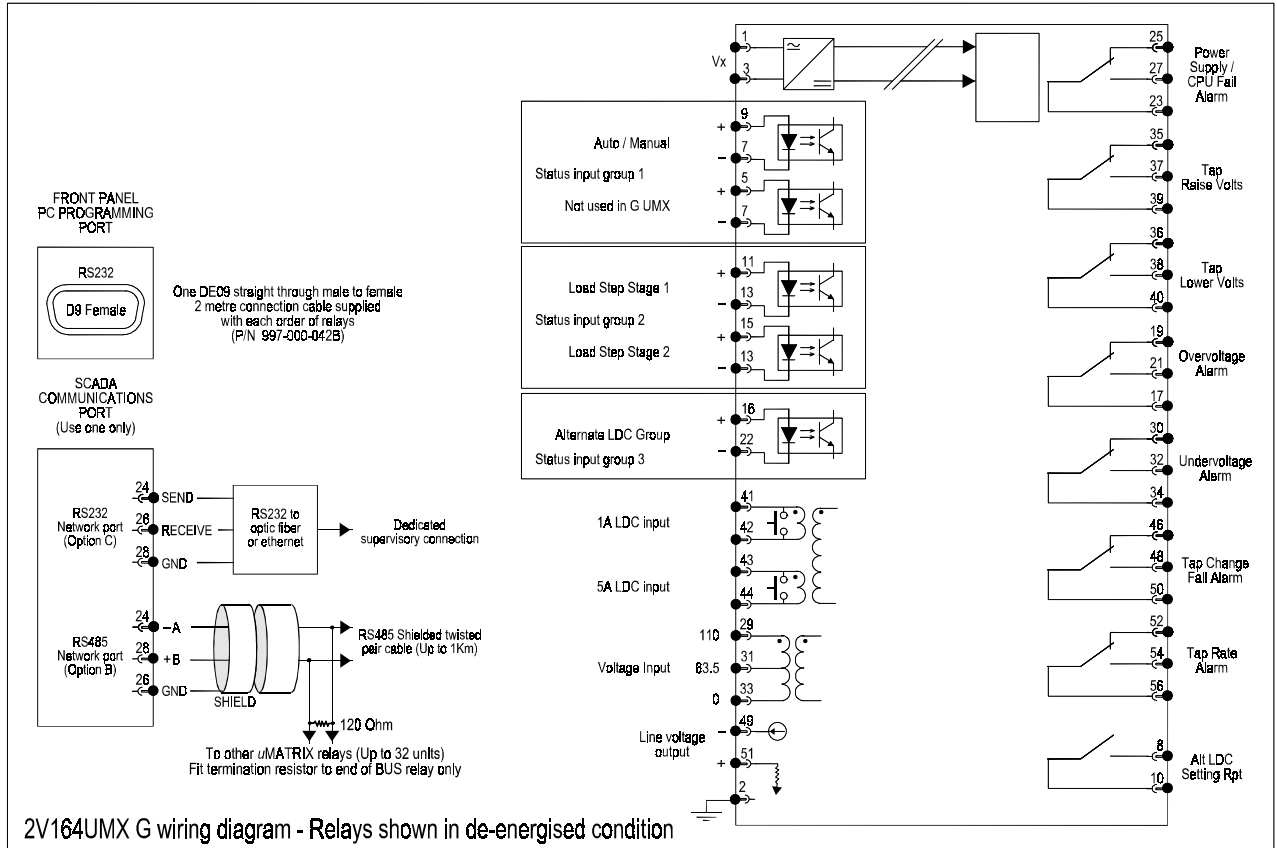 FRONT PANEL
PC PROGRAMMING
PORT
RS232
D9 Female
One DE09 straight through male to female
2 metre connection cable supplied
with each order of relays
(P/N 997-000-042B)
SCADA
COMMUNICATIONS
PORT
(Use one only)
RS232
Network port
(Option C)
24 SEND
26 RECEIVE
28 GND
RS232 to
optic fiber
or ethernet
Dedicated
supervisory connection
RS485
Network port
(Option B)
24 -A
28 +B
26 GND
SHIELD
RS485 Shielded twisted
pair cable (Up to 1Km)
120 Ohm
To other uMATRIX relays (Up to 32 units)
Fit termination resistor to end of BUS relay only
Vx
1
3
Auto / Manual
+ 9
– 7
Status input group 1
Not used in G UMX
+ 5
– 7
Load Step Stage 1
+ 11
– 13
Status input group 2
Load Step Stage 2
+ 15
– 13
Alternate LDC Group
+ 16
– 22
Status input group 3
1A LDC input
41
42
5A LDC input
43
44
Voltage Input
110 29
63.5 31
0 33
Line voltage
output
– 49
+ 51
2
25
27
23
Power
Supply /
CPU Fail
Alarm
35
37
39
Tap
Raise Volts
36
38
40
Tap
Lower Volts
19
21
17
Overvoltage
Alarm
30
32
34
Undervoltage
Alarm
46
48
50
Tap Change
Fail Alarm
52
54
56
Tap Rate
Alarm
8
10
Alt LDC
Setting Rpt
2V164UMX G wiring diagram - Relays shown in de-energised condition